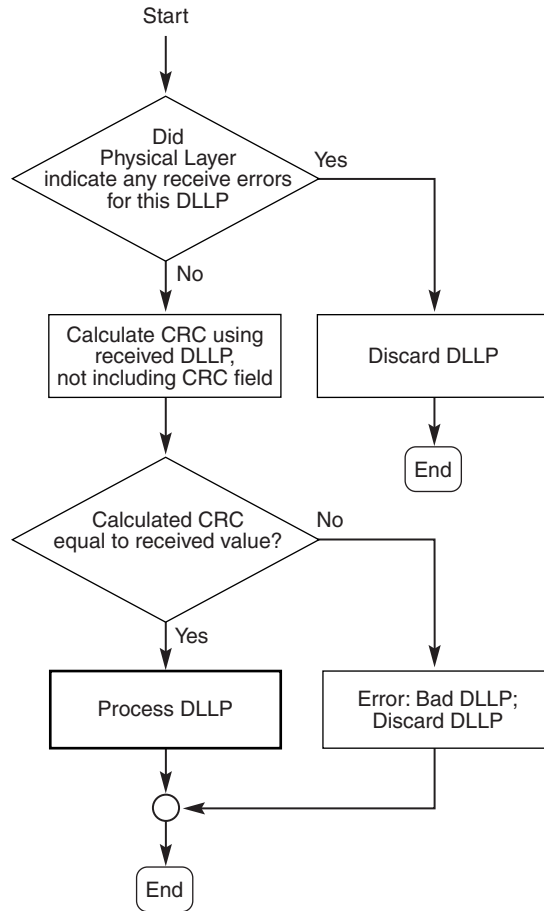 Start
Did
Physical Layer
indicate any receive errors
for this DLLP
Yes
No
Calculate CRC using
received DLLP,
not including CRC field
Discard DLLP
End
Calculated CRC
equal to received value?
No
Yes
Process DLLP
Error: Bad DLLP;
Discard DLLP
End